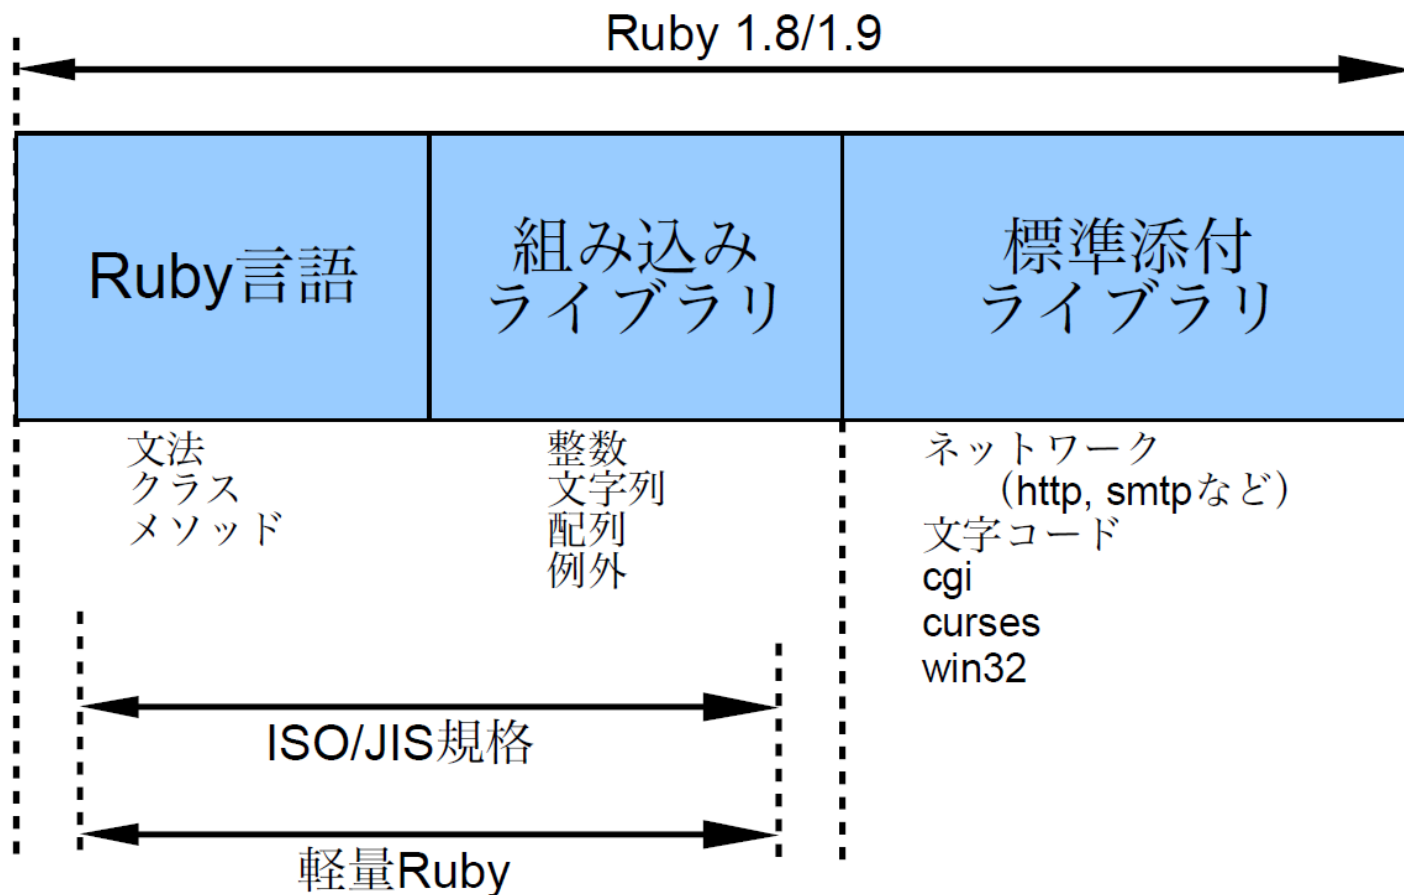 Ruby 1.8/1.9
Ruby言語
組み込み
ライブラリ
標準添付
ライブラリ
文法
クラス
メソッド
整数
文字列
配列
例外
ネットワーク
（http, smtpなど）
文字コード
cgi
curses
win32
ISO/JIS規格
軽量Ruby